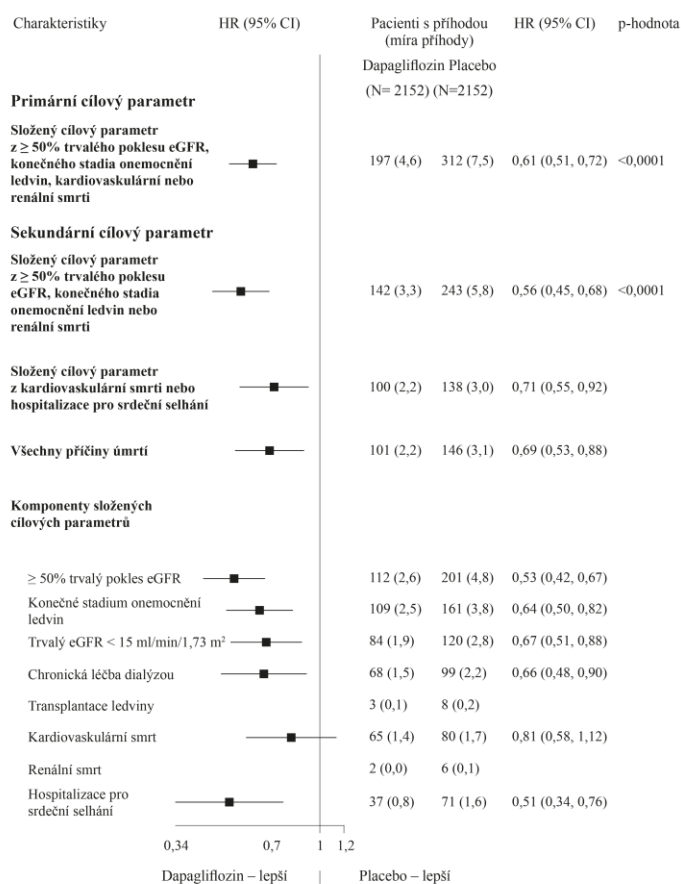 Charakteristiky HR (95% CI) Pacienti s příhodou HR (95% CI) p-hodnota
(míra příhody)
Dapagliflozin Placebo
(N= 2152) (N=2152)
Primární cílový parametr
Složený cílový parametr
z ≥ 50% trvalého poklesu eGFR,
konečného stadia onemocnění 197 (4,6) 312 (7,5) 0,61 (0,51, 0,72) <0,0001
ledvin, kardiovaskulární nebo
renální smrti
Sekundární cílový parametr
Složený cílový parametr
z ≥ 50% trvalého poklesu
eGFR, konečného stadia 142 (3,3) 243 (5,8) 0,56 (0,45, 0,68) <0,0001
onemocnění ledvin nebo
renální smrti
Složený cílový parametr
z kardiovaskulární smrti nebo 100 (2,2) 138 (3,0) 0,71 (0,55, 0,92)
hospitalizace pro srdeční selhání
Všechny příčiny úmrtí 101 (2,2) 146 (3,1) 0,69 (0,53, 0,88)
Komponenty složených
cílových parametrů
≥ 50% trvalý pokles eGFR 112 (2,6) 201 (4,8) 0,53 (0,42, 0,67)
Konečné stadium onemocnění 109 (2,5) 161 (3,8) 0,64 (0,50, 0,82)
ledvin
Trvalý eGFR < 15 ml/min/1,73 m² 84 (1,9) 120 (2,8) 0,67 (0,51, 0,88)
Chronická léčba dialýzou 68 (1,5) 99 (2,2) 0,66 (0,48, 0,90)
Transplantace ledviny 3 (0,1) 8 (0,2)
Kardiovaskulární smrt 65 (1,4) 80 (1,7) 0,81 (0,58, 1,12)
Renální smrt 2 (0,0) 6 (0,1)
Hospitalizace pro 37 (0,8) 71 (1,6) 0,51 (0,34, 0,76)
srdeční selhání
0,34 0,7 1 1,2
Dapagliflozin – lepší | Placebo – lepší